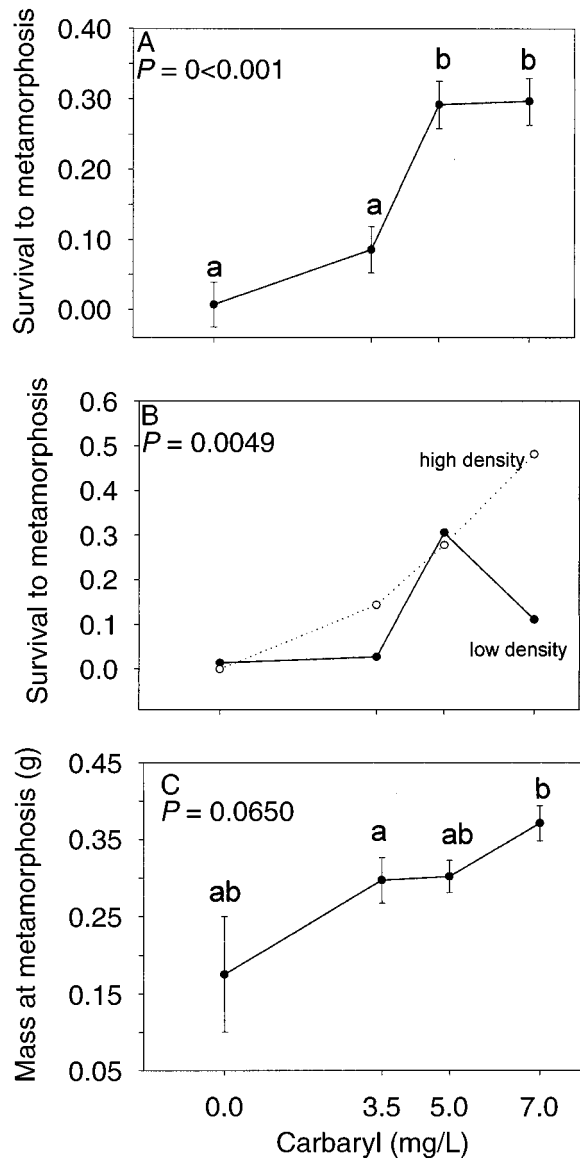 A
P = 0<0.001
Survival to metamorphosis
0.40
0.30
0.20
0.10
0.00
a
a
b
b
B
P = 0.0049
Survival to metamorphosis
0.6
0.5
0.4
0.3
0.2
0.1
0.0
high density
low density
C
P = 0.0650
Mass at metamorphosis (g)
0.45
0.35
0.25
0.15
0.05
ab
a
ab
b
0.0 3.5 5.0 7.0
Carbaryl (mg/L)